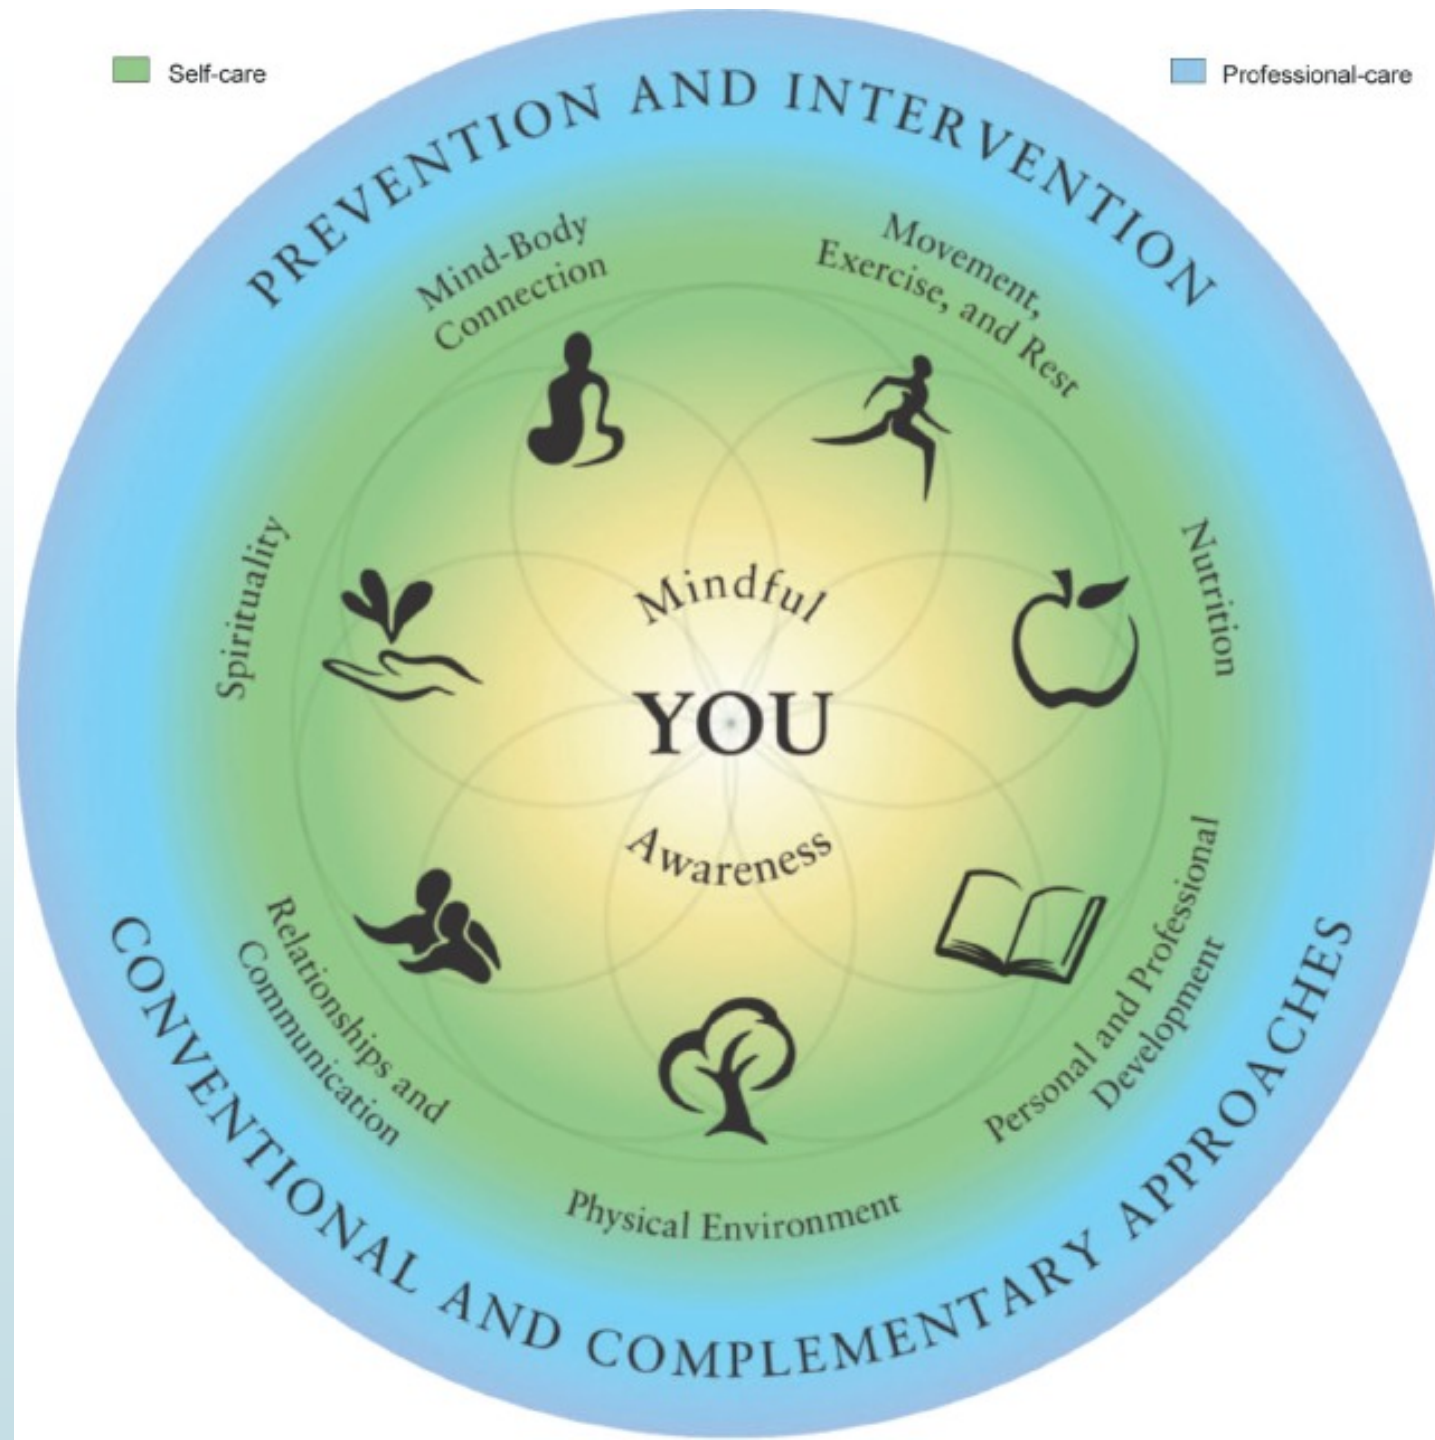 Self-care
Professional-care
PREVENTION AND INTERVENTION
Mind-Body
Connection
Movement,
Exercise, and Rest
Spirituality
Nutrition
Mindful
YOU
Awareness
Relationships and
Communication
Personal and Professional
Development
Physical Environment
CONVENTIONAL AND COMPLEMENTARY APPROACHES